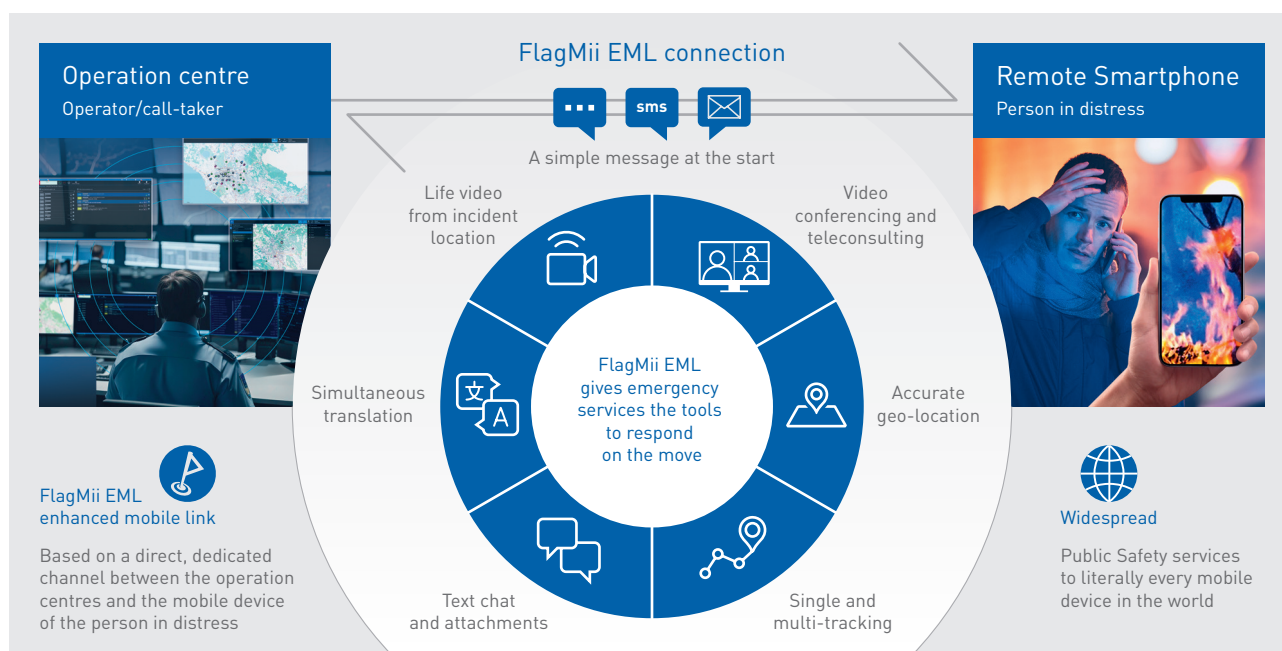 FlagMii EML connection
Operation centre
Operator/call-taker
Remote Smartphone
Person in distress
sms
A simple message at the start
Life video
from incident
location
Video
conferencing and
teleconsulting
Simultaneous
translation
文
A
FlagMii EML
gives emergency
services the tools
to respond
on the move
Accurate
geo-location
Text chat
and attachments
Single and
multi-tracking
FlagMii EML
enhanced mobile link
Based on a direct, dedicated
channel between the operation
centres and the mobile device
of the person in distress
Widespread
Public Safety services
to literally every mobile
device in the world